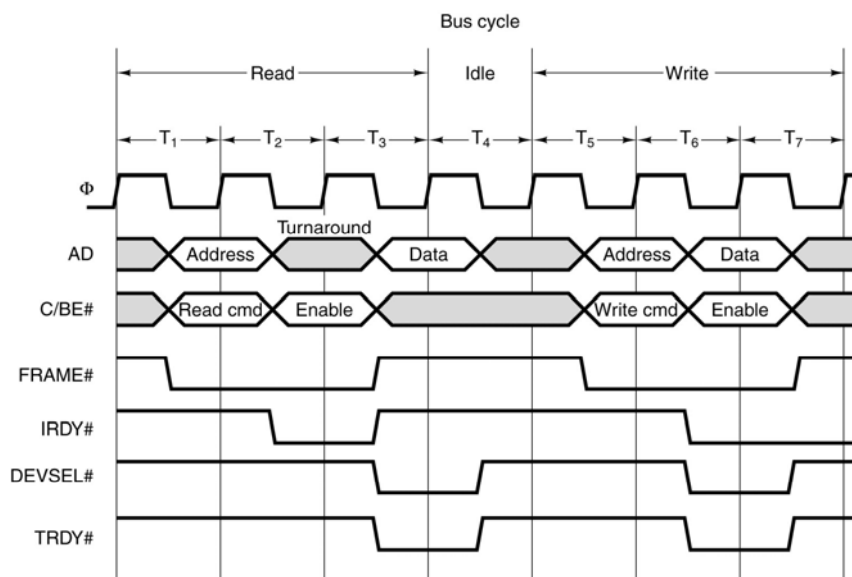 Bus cycle
Read Idle Write
T1 T2 T3 T4 T5 T6 T7
Φ
Turnaround
AD Address Data Address Data
C/BE# Read cmd Enable Write cmd Enable
FRAME#
IRDY#
DEVSEL#
TRDY#